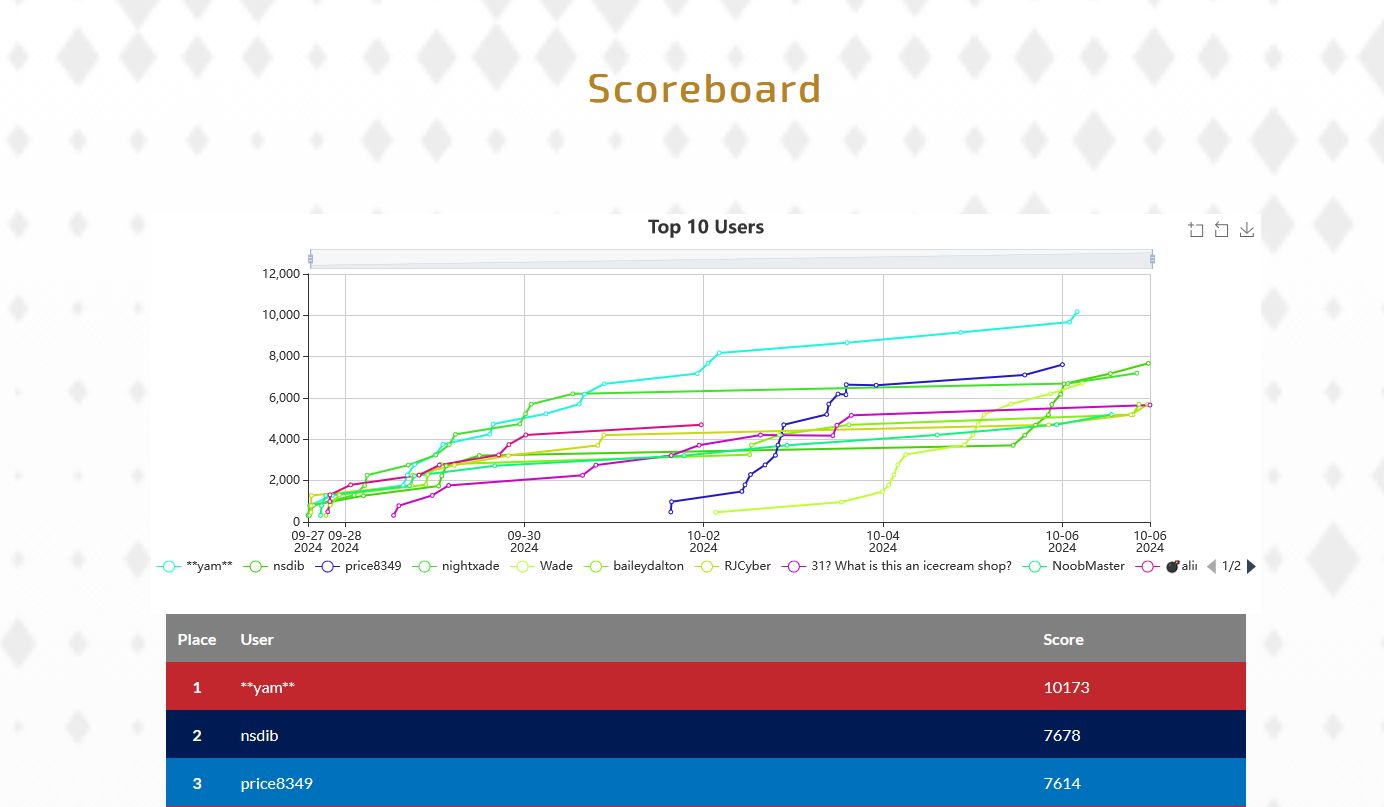 Scoreboard
Top 10 Users
12,000
10,000
8,000
6,000
4,000
2,000
0
09-27 09-28 09-30 10-02 10-04 10-06 10-06
2024 2024 2024 2024 2024 2024 2024
**yam** nsdib price8349 nightxade Wade baileydalton RJCyber 31? What is this an icecream shop? NoobMaster 1/2
Place User Score
1 **yam** 10173
2 nsdib 7678
3 price8349 7614